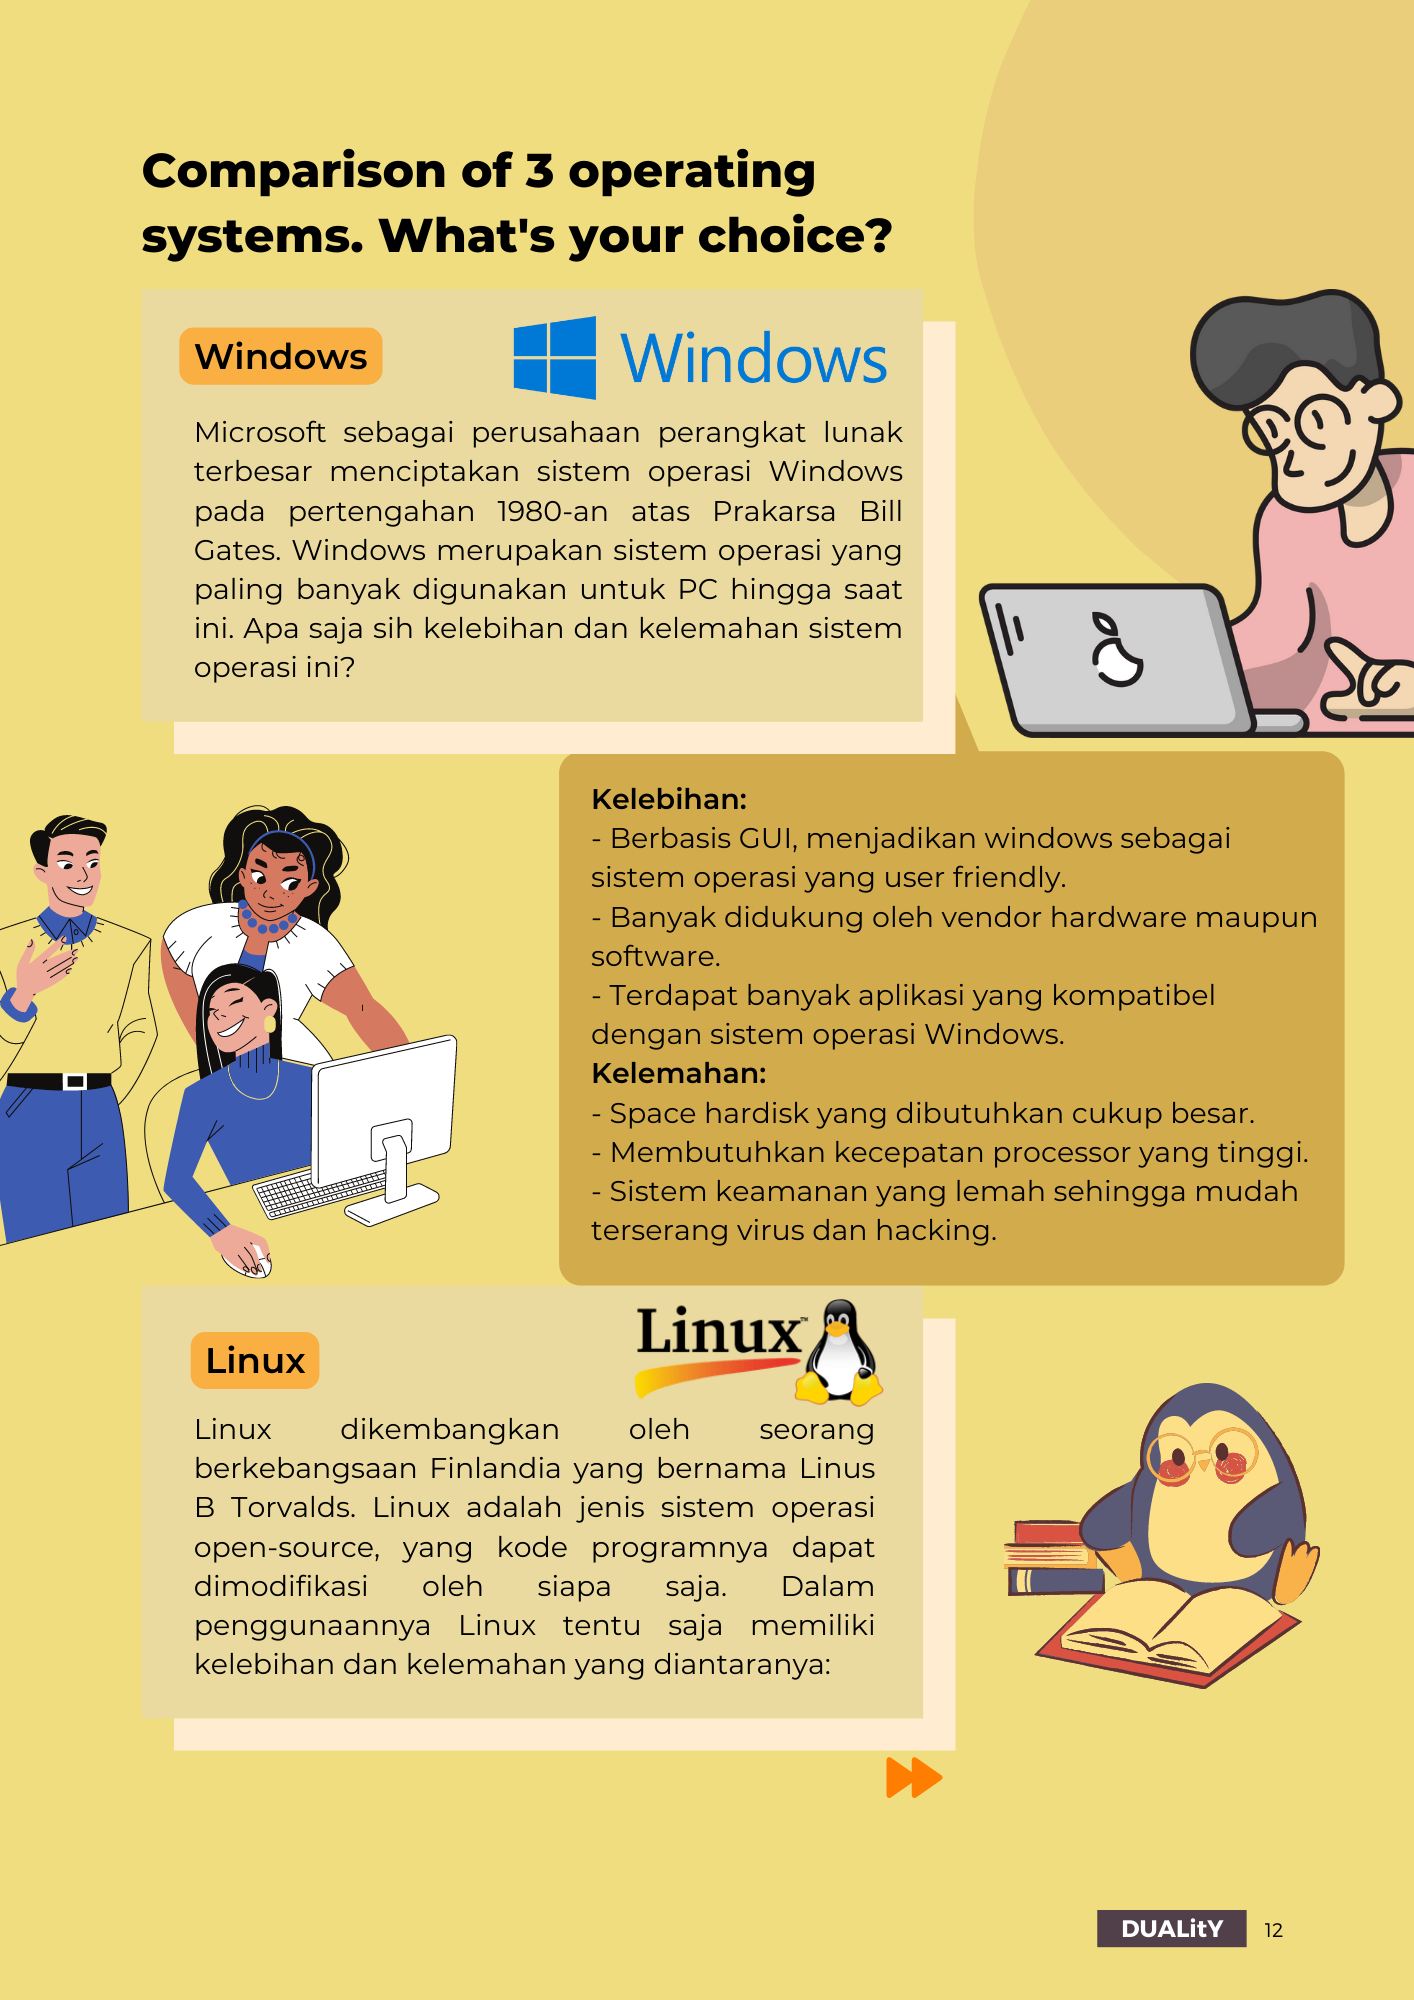 Comparison of 3 operating
systems. What's your choice?
Windows
Windows
Microsoft sebagai perusahaan perangkat lunak
terbesar menciptakan sistem operasi Windows
pada pertengahan 1980-an atas Prakarsa Bill
Gates. Windows merupakan sistem operasi yang
paling banyak digunakan untuk PC hingga saat
ini. Apa saja sih kelebihan dan kelemahan sistem
operasi ini?
Kelebihan:
- Berbasis GUI, menjadikan windows sebagai
sistem operasi yang user friendly.
- Banyak didukung oleh vendor hardware maupun
software.
- Terdapat banyak aplikasi yang kompatibel
dengan sistem operasi Windows.
Kelemahan:
- Space hardisk yang dibutuhkan cukup besar.
- Membutuhkan kecepatan processor yang tinggi.
- Sistem keamanan yang lemah sehingga mudah
terserang virus dan hacking.
Linux
Linux™
Linux dikembangkan oleh seorang
berkebangsaan Finlandia yang bernama Linus
B Torvalds. Linux adalah jenis sistem operasi
open-source, yang kode programnya dapat
dimodifikasi oleh siapa saja. Dalam
penggunaannya Linux tentu saja memiliki
kelebihan dan kelemahan yang diantaranya:
DUALitY 12